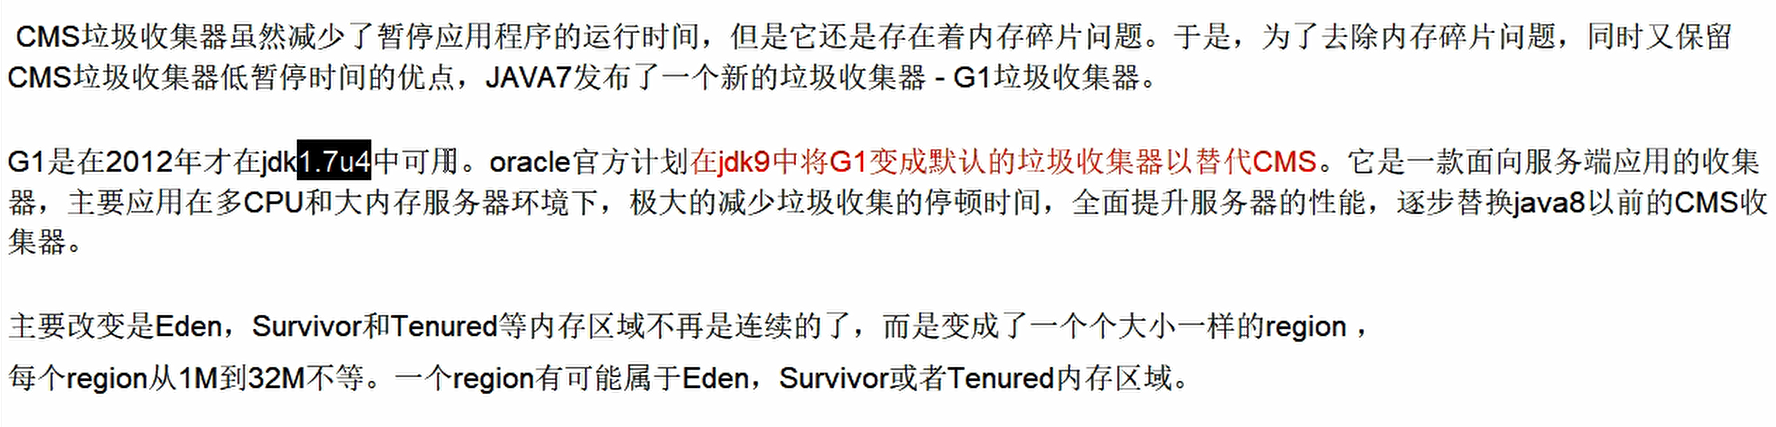 CMS垃圾收集器虽然减少了暂停应用程序的运行时间，但是它还是存在着内存碎片问题。于是，为了去除内存碎片问题，同时又保留
CMS垃圾收集器低暂停时间的优点，JAVA7发布了一个新的垃圾收集器 - G1垃圾收集器。
G1是在2012年才在jdk1.7u4中可用。oracle官方计划在jdk9中将G1变成默认的垃圾收集器以替代CMS。它是一款面向服务端应用的收集
器，主要应用在多CPU和大内存服务器环境下，极大的减少垃圾收集的停顿时间，全面提升服务器的性能，逐步替换java8以前的CMS收
集器。
主要改变是Eden，Survivor和Tenured等内存区域不再是连续的了，而是变成了一个个大小一样的region ，
每个region从1M到32M不等。一个region有可能属于Eden，Survivor或者Tenured内存区域。